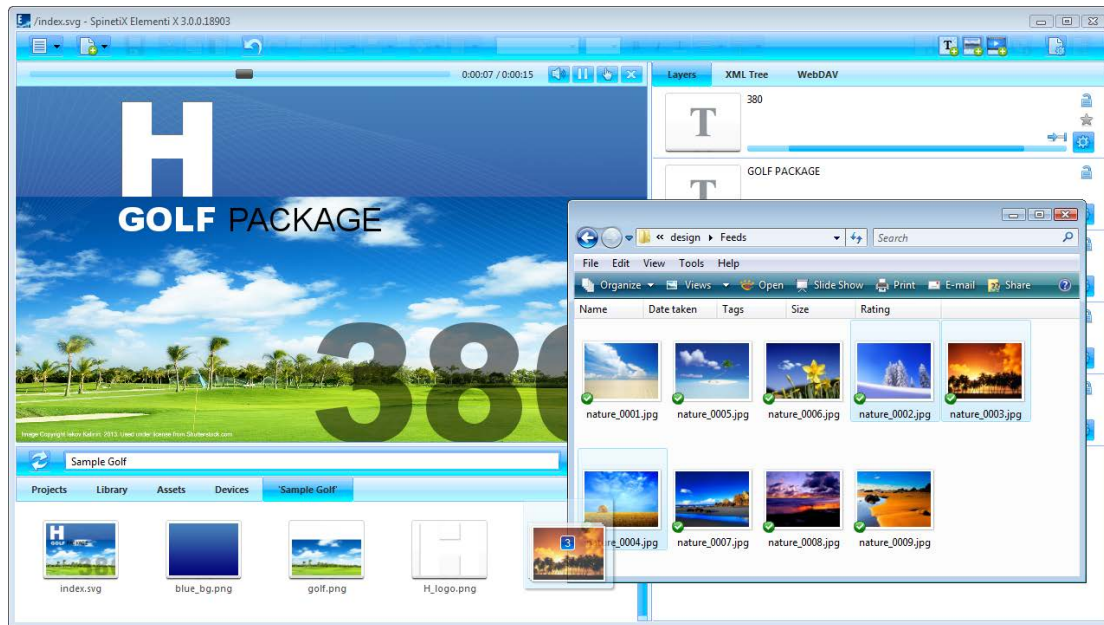 /index.svg - SpinetiX Elementi X 3.0.0.18903
0:00:07 / 0:00:15
Layers XML Tree WebDAV
T
380
T
GOLF PACKAGE
H
GOLF PACKAGE
380
Sample Golf
Projects Library Assets Devices 'Sample Golf'
H
380
index.svg blue_bg.png golf.png H_logo.png
3
« design Feeds Search
File Edit View Tools Help
Organize Views Open Slide Show Print E-mail Share
Name Date taken Tags Size Rating
nature_0001.jpg nature_0005.jpg nature_0006.jpg nature_0002.jpg nature_0003.jpg
ure_0004.jpg nature_0007.jpg nature_0008.jpg nature_0009.jpg